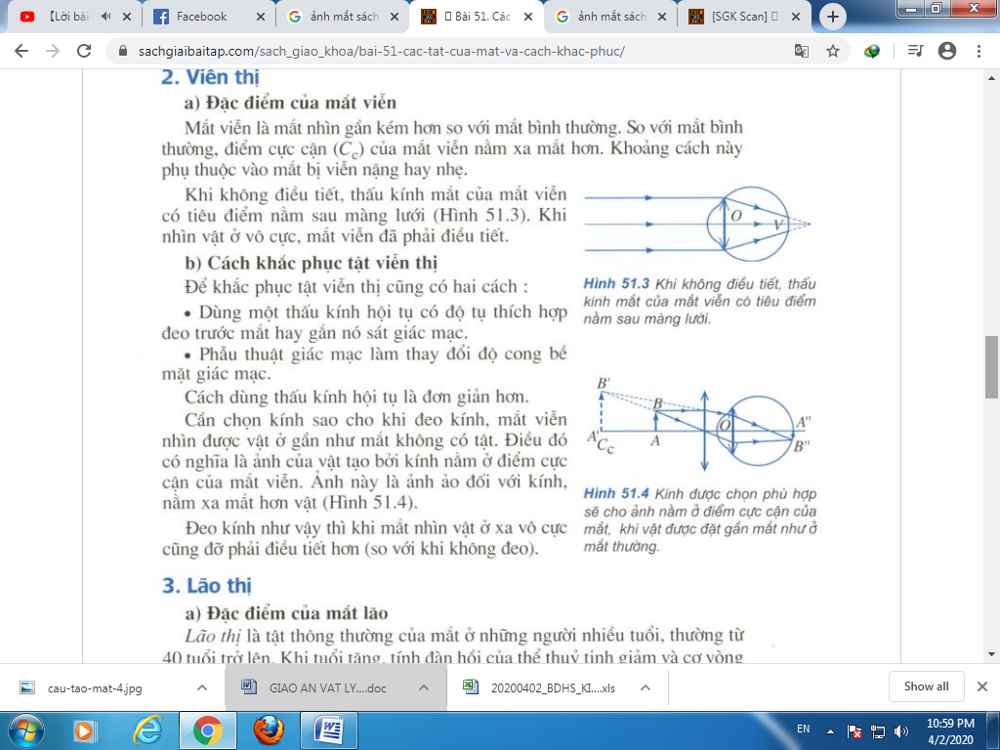 【Lời bài
Facebook
ảnh mắt sách
Bài 51. Các
ảnh mắt sách
[SGK Scan]
sachgiaibaitap.com/sach_giao_khoa/bai-51-cac-tat-cua-mat-va-cach-khac-phuc/
2. Viễn thị
a) Đặc điểm của mắt viễn
Mắt viễn là mắt nhìn gần kém hơn so với mắt bình thường. So với mắt bình
thường, điểm cực cận (Cc) của mắt viễn nằm xa mắt hơn. Khoảng cách này
phụ thuộc vào mắt bị viễn nặng hay nhẹ.
Khi không điều tiết, thấu kính mắt của mắt viễn
có tiêu điểm nằm sau màng lưới (Hình 51.3). Khi
nhìn vật ở vô cực, mắt viễn đã phải điều tiết.
O
V
Hình 51.3 Khi không điều tiết, thấu
kính mắt của mắt viễn có tiêu điểm
nằm sau màng lưới.
b) Cách khắc phục tật viễn thị
Để khắc phục tật viễn thị cũng có hai cách :
• Dùng một thấu kính hội tụ có độ tụ thích hợp
đeo trước mắt hay gắn nó sát giác mạc.
• Phẫu thuật giác mạc làm thay đổi độ cong bề
mặt giác mạc.
Cách dùng thấu kính hội tụ là đơn giản hơn.
Cần chọn kính sao cho khi đeo kính, mắt viễn
nhìn được vật ở gần như mắt không có tật. Điều đó
có nghĩa là ảnh của vật tạo bởi kính nằm ở điểm cực
cận của mắt viễn. Ảnh này là ảnh ảo đối với kính,
nằm xa mắt hơn vật (Hình 51.4).
Đeo kính như vậy thì khi mắt nhìn vật ở xa vô cực
cũng đỡ phải điều tiết hơn (so với khi không đeo).
B'
B
O
A"
A'
Cc
A
B"
Hình 51.4 Kính được chọn phù hợp
sẽ cho ảnh nằm ở điểm cực cận của
mắt, khi vật được đặt gần mắt như ở
mắt thường.
3. Lão thị
a) Đặc điểm của mắt lão
Lão thị là tật thông thường của mắt ở những người nhiều tuổi, thường từ
40 tuổi trở lên. Khi tuổi tăng, tính đàn hồi của thể thuỷ tinh giảm và cơ vòng
cau-tao-mat-4.jpg
GIAO AN VAT LY....doc
20200402_BDHS_KI....xls
Show all
EN
10:59 PM
4/2/2020